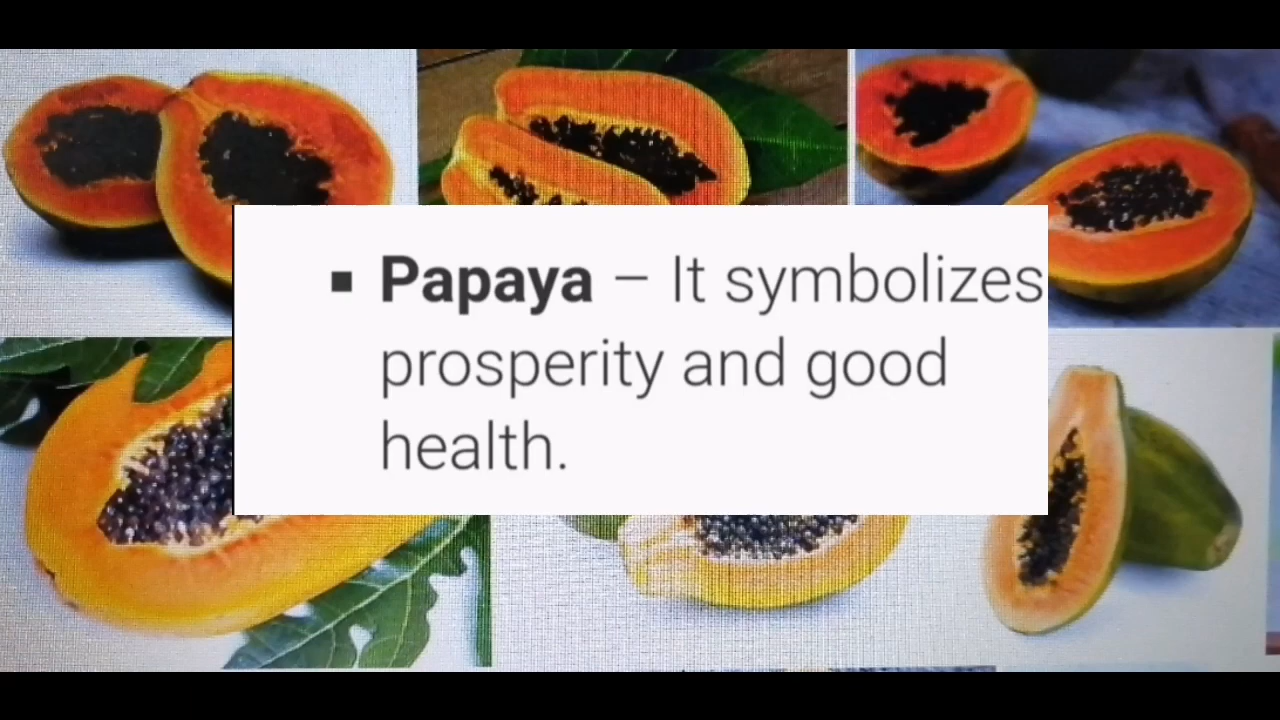 ▪ Papaya – It symbolizes
prosperity and good
health.